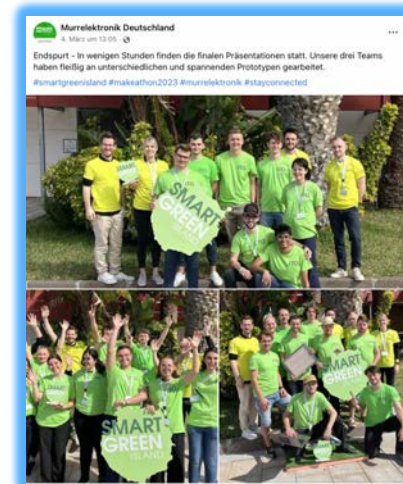 Murrelektronik Deutschland
4. März um 13:05
Endspurt - In wenigen Stunden finden die finalen Präsentationen statt. Unsere drei Teams
haben fleißig an unterschiedlichen und spannenden Prototypen gearbeitet.
#smartgreenisland #makeathon2023 #murrelektronik #stayconnected
SMART
GREEN
ISLAND
SMART
GREEN
ISLAND
SMART
GREEN
ISLAND